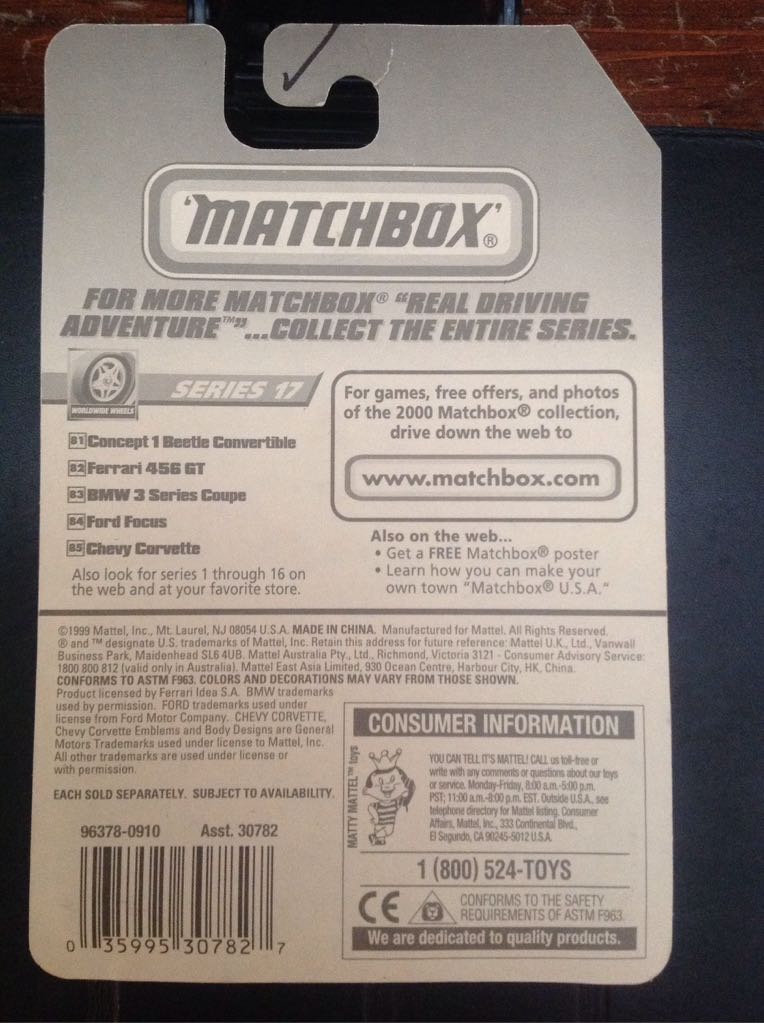 'MATCHBOX'®
FOR MORE MATCHBOX® "REAL DRIVING
ADVENTURE™"...COLLECT THE ENTIRE SERIES.
WORLDWIDE WHEELS
SERIES 17
81 Concept 1 Beetle Convertible
82 Ferrari 456 GT
83 BMW 3 Series Coupe
84 Ford Focus
85 Chevy Corvette
Also look for series 1 through 16 on
the web and at your favorite store.
For games, free offers, and photos
of the 2000 Matchbox® collection,
drive down the web to
www.matchbox.com
Also on the web...
• Get a FREE Matchbox® poster
• Learn how you can make your
own town "Matchbox® U.S.A."
©1999 Mattel, Inc., Mt. Laurel, NJ 08054 U.S.A. MADE IN CHINA. Manufactured for Mattel. All Rights Reserved.
® and ™ designate U.S. trademarks of Mattel, Inc. Retain this address for future reference: Mattel U.K., Ltd., Vanwall
Business Park, Maidenhead SL6 4UB. Mattel Australia Pty., Ltd., Richmond, Victoria 3121 - Consumer Advisory Service:
1800 800 812 (valid only in Australia). Mattel East Asia Limited, 930 Ocean Centre, Harbour City, HK, China.
CONFORMS TO ASTM F963. COLORS AND DECORATIONS MAY VARY FROM THOSE SHOWN.
Product licensed by Ferrari Idea S.A. BMW trademarks
used by permission. FORD trademarks used under
license from Ford Motor Company. CHEVY CORVETTE,
Chevy Corvette Emblems and Body Designs are General
Motors Trademarks used under license to Mattel, Inc.
All other trademarks are used under license or
with permission.
EACH SOLD SEPARATELY. SUBJECT TO AVAILABILITY.
96378-0910 Asst. 30782
0 35995 30782 7
CONSUMER INFORMATION
MATTY MATTEL™ toys
YOU CAN TELL IT'S MATTEL! CALL us toll-free or
write with any comments or questions about our toys
or service. Monday-Friday, 8:00 a.m.-5:00 p.m.
PST; 11:00 a.m.-8:00 p.m. EST. Outside U.S.A., see
telephone directory for Mattel listing. Consumer
Affairs, Mattel, Inc., 333 Continental Blvd.,
El Segundo, CA 90245-5012 U.S.A.
1 (800) 524-TOYS
CE
CONFORMS TO THE SAFETY
REQUIREMENTS OF ASTM F963.
We are dedicated to quality products.